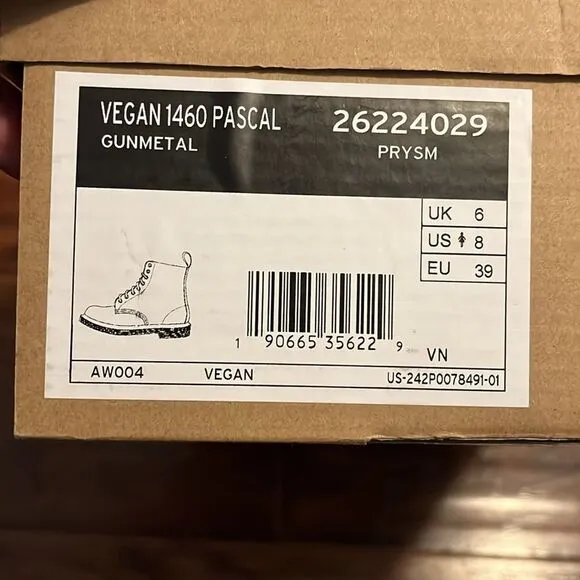 VEGAN 1460 PASCAL 26224029
GUNMETAL PRYSM
UK 6
US 8
EU 39
1 90665 35622 9 VN
AW004 VEGAN US-242P0078491-01